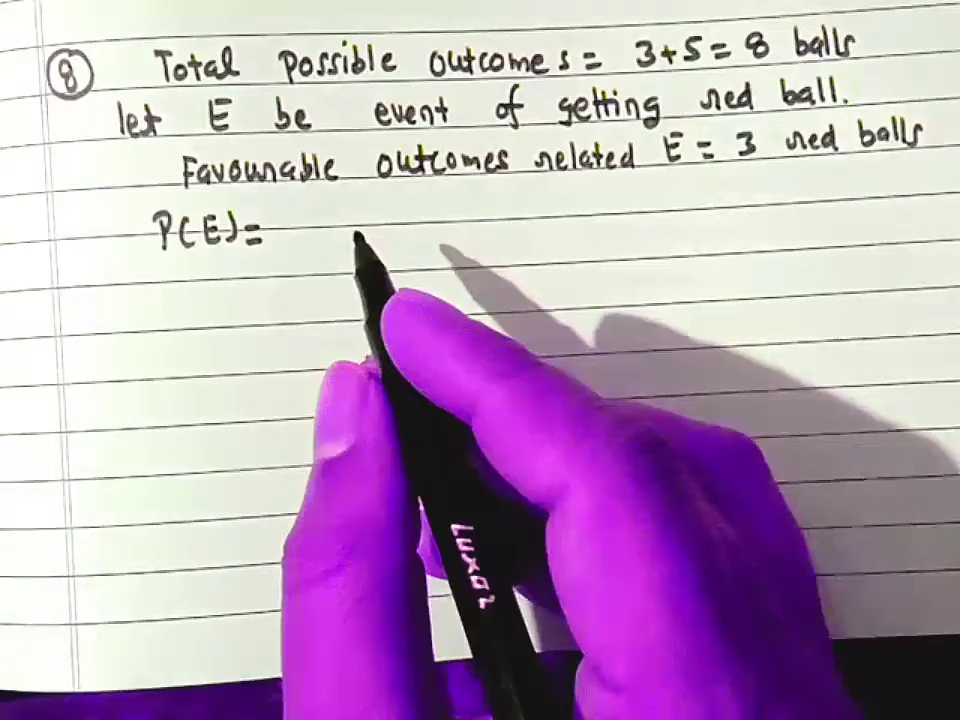 8 Total possible outcomes = 3+5 = 8 balls
let E be event of getting red ball.
Favourable outcomes related E = 3 red balls
P(E) =
LUXOR